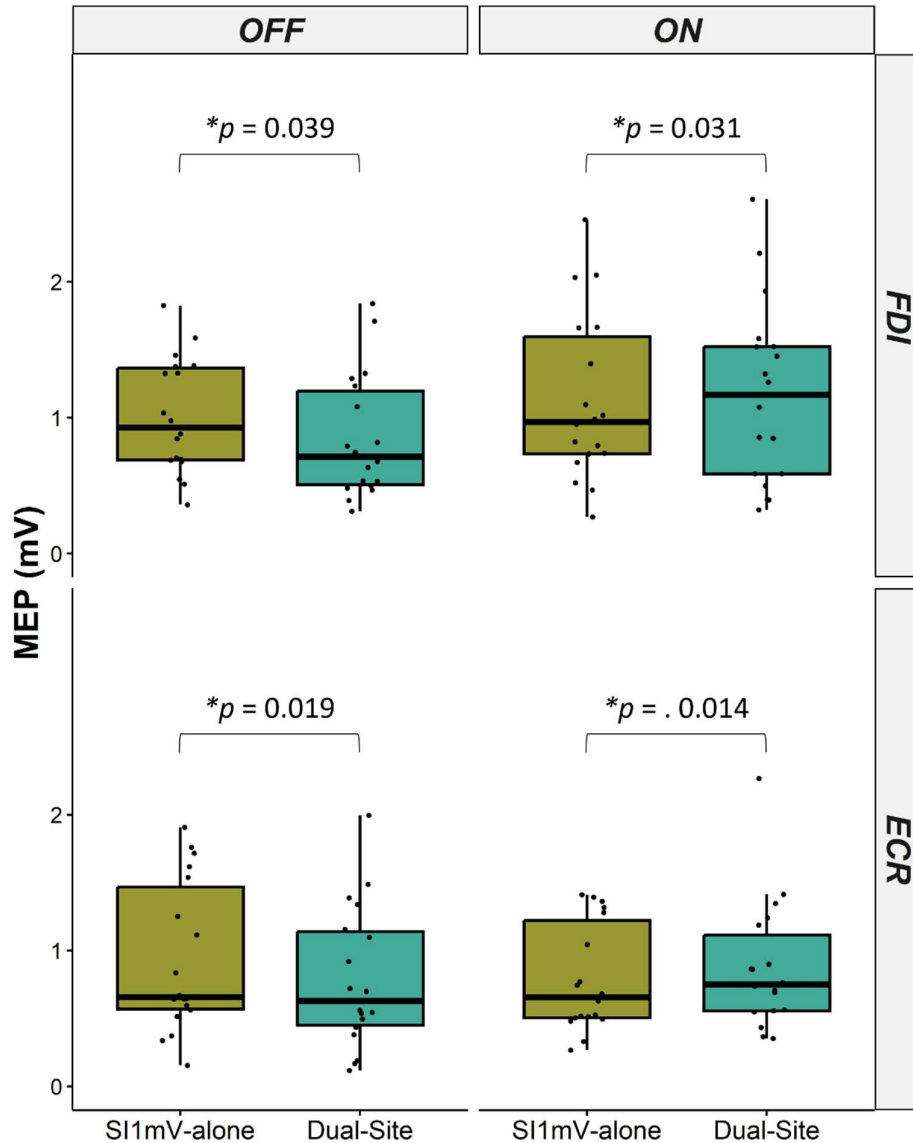 OFF
ON
*p = 0.039
*p = 0.031
FDI
2
1
0
MEP (mV)
*p = 0.019
*p = . 0.014
ECR
2
1
0
SI1mV-alone
Dual-Site
SI1mV-alone
Dual-Site